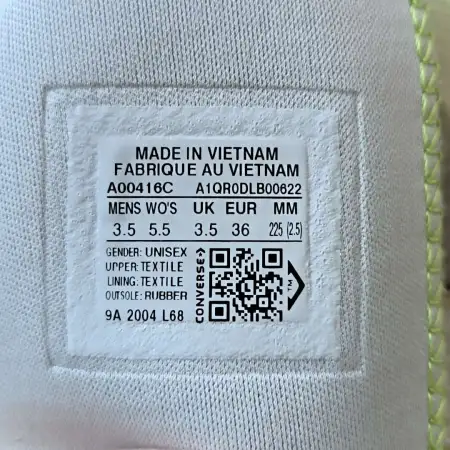 MADE IN VIETNAM
FABRIQUE AU VIETNAM
A00416C A1QR0DLB00622
MENS WO'S UK EUR MM
3.5 5.5 3.5 36 225 (2.5)
GENDER: UNISEX
UPPER: TEXTILE
LINING: TEXTILE
OUTSOLE: RUBBER
9A 2004 L68
CONVERSE
TM